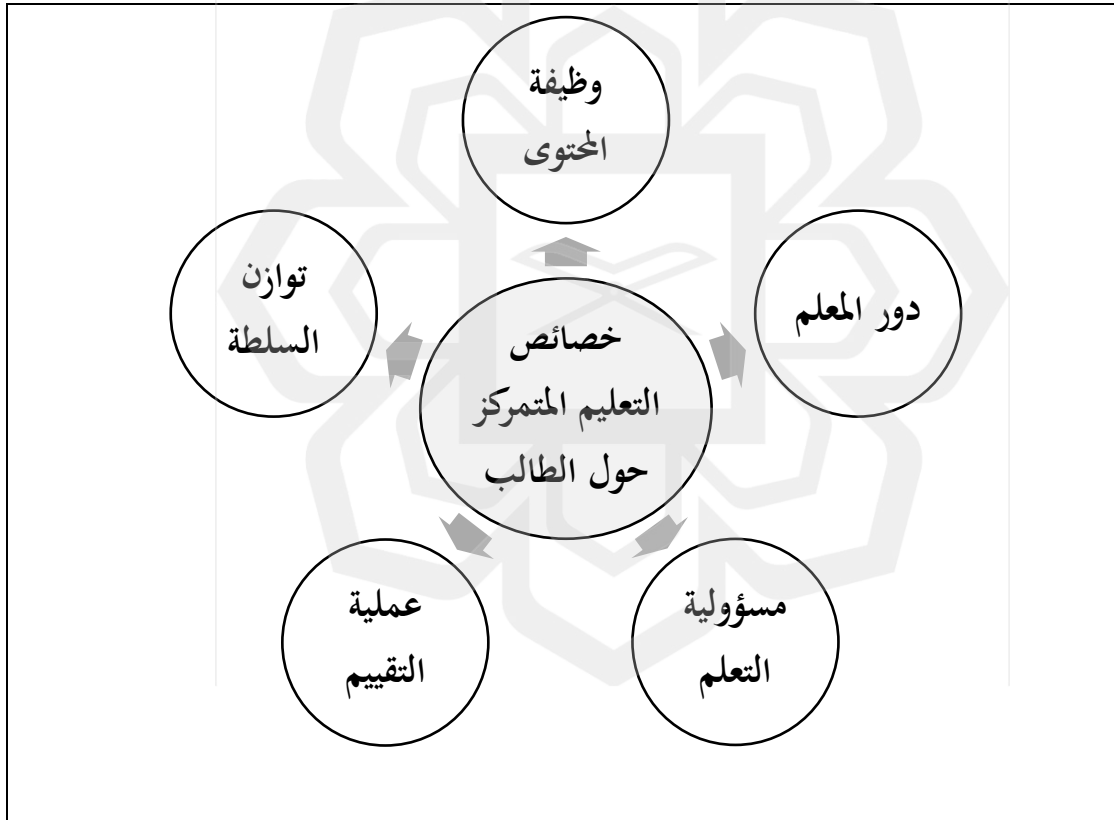 وظيفة
المحتوى
دور المعلم
توازن
السلطة
خصائص
التعليم المتمركز
حول الطالب
مسؤولية
التعلم
عملية
التقييم